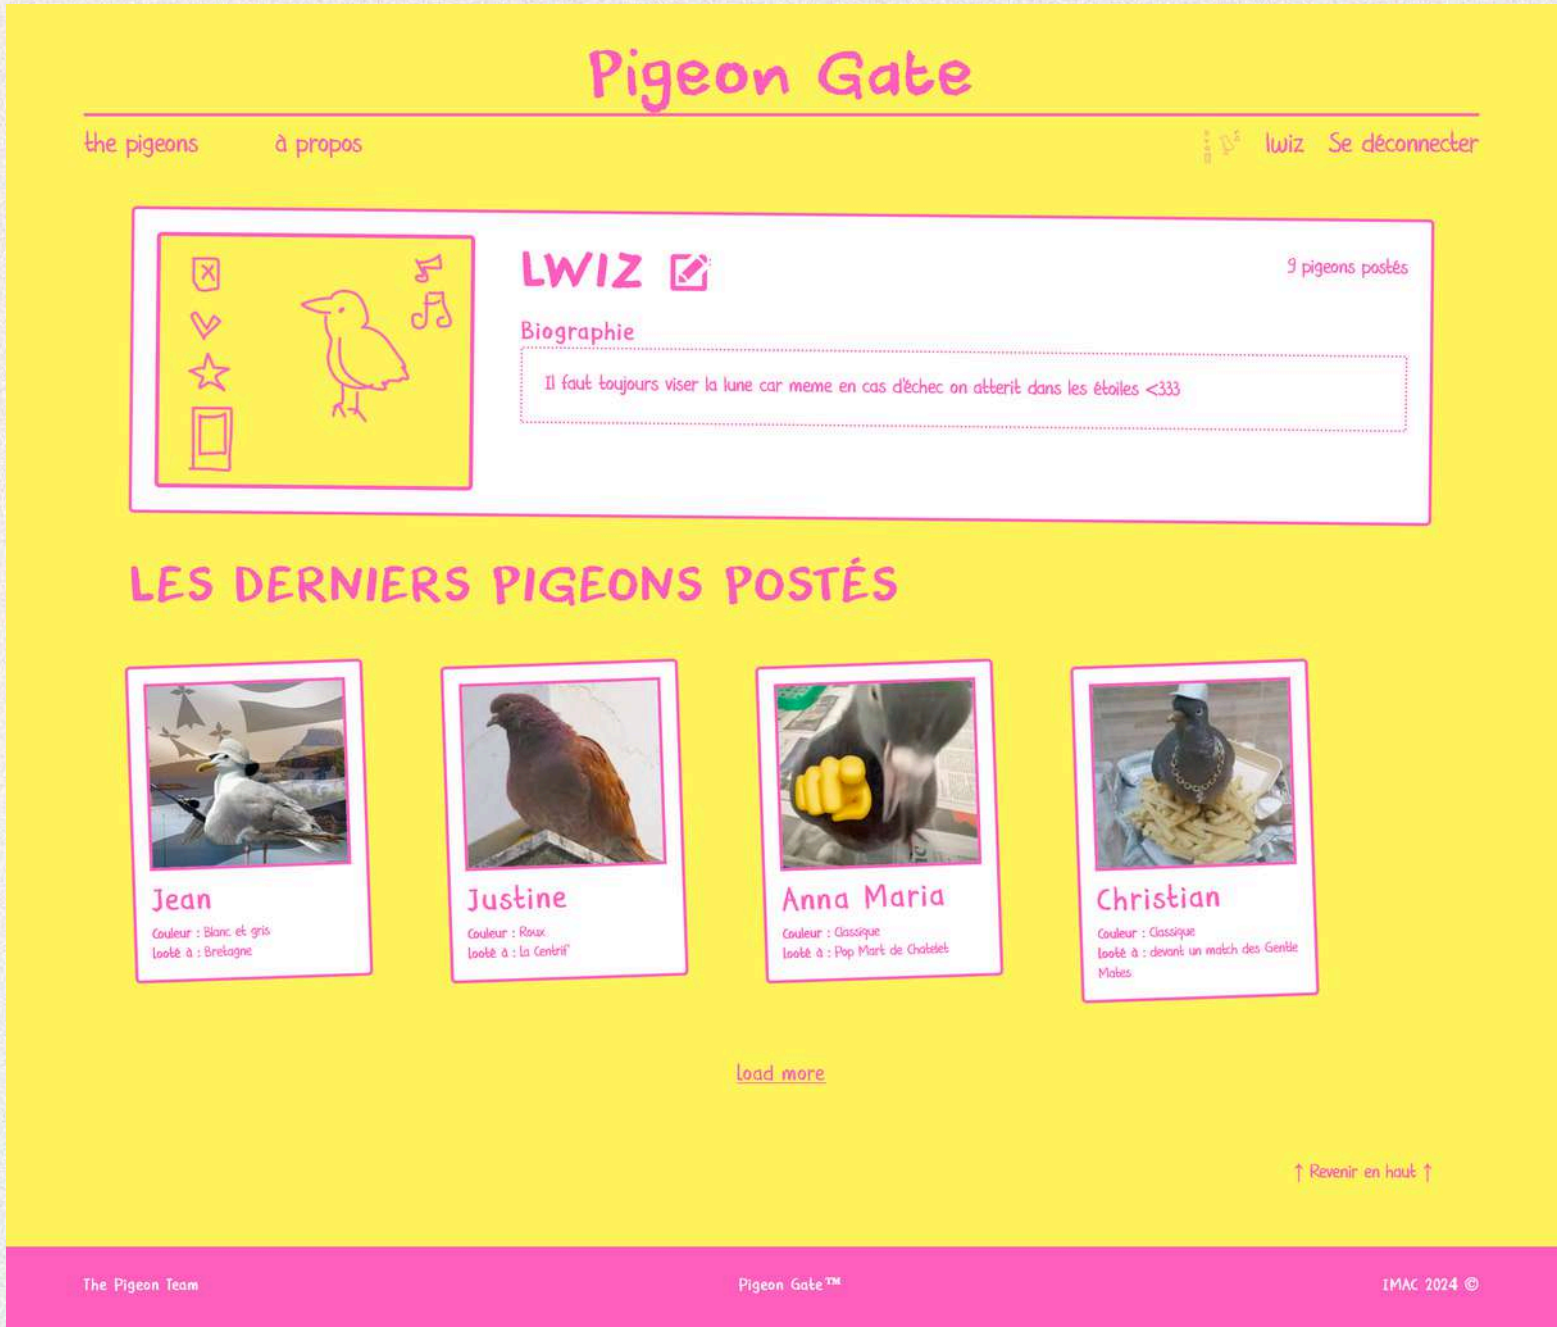 Pigeon Gate
the pigeons
à propos
lwiz
Se déconnecter
LWIZ
9 pigeons postés
Biographie
Il faut toujours viser la lune car meme en cas d'échec on atterit dans les étoiles <333
LES DERNIERS PIGEONS POSTÉS
Jean
Couleur : Blanc et gris
looté à : Bretagne
Justine
Couleur : Roux
looté à : la Centrif'
Anna Maria
Couleur : Classique
looté à : Pop Mart de Chatelet
Christian
Couleur : Classique
looté à : devant un match des Gentle
Mates
load more
↑ Revenir en haut ↑
The Pigeon Team
Pigeon Gate™
IMAC 2024 ©